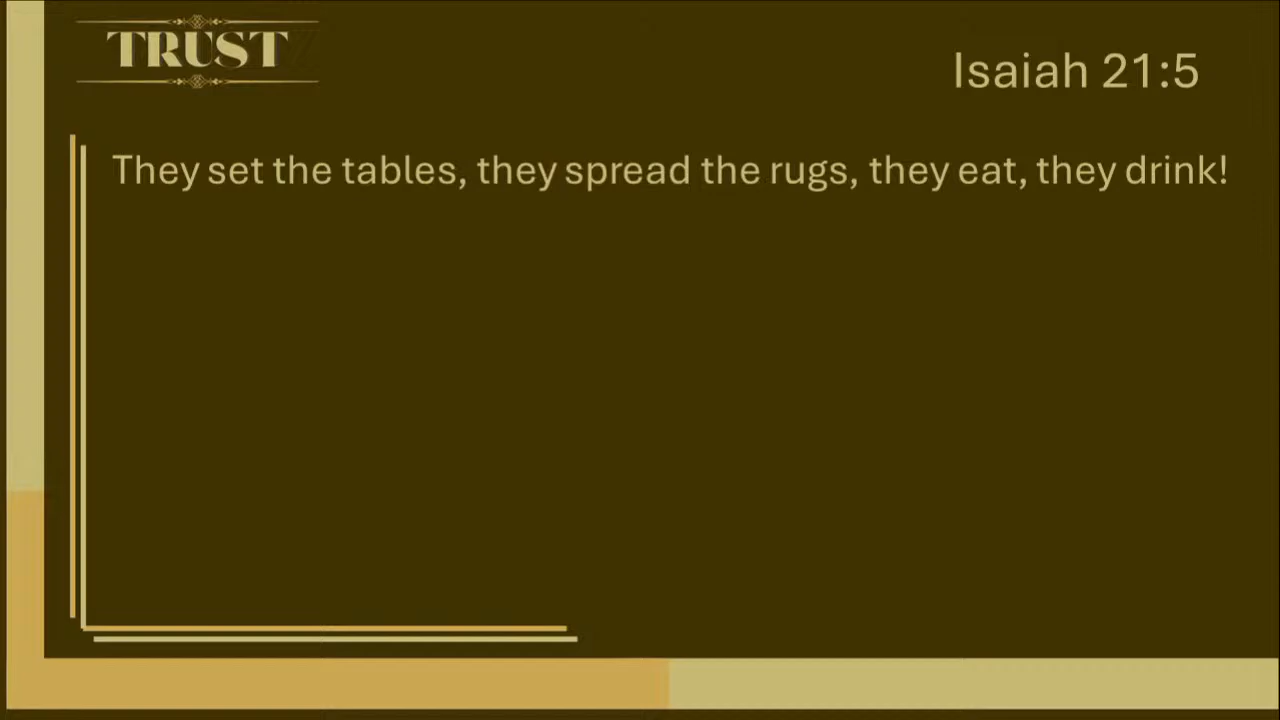 TRUST
Isaiah 21:5
They set the tables, they spread the rugs, they eat, they drink!